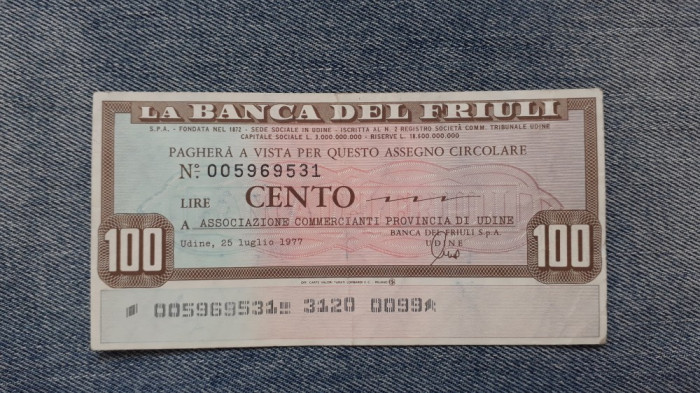 LA BANCA DEL FRIULI
S.P.A. - FONDATA NEL 1872 - SEDE SOCIALE IN UDINE - ISCRITTA AL N. 2 REGISTRO SOCIETÀ COMM. TRIBUNALE UDINE
CAPITALE SOCIALE L. 3.000.000.000 - RISERVE L. 18.500.000.000
PAGHERÀ A VISTA PER QUESTO ASSEGNO CIRCOLARE
N.o 005969531
LIRE CENTO
A ASSOCIAZIONE COMMERCIANTI PROVINCIA DI UDINE
Udine, 25 luglio 1977
BANCA DEL FRIULI S.p.A.
UDINE
100 100
005969531 3120 0099